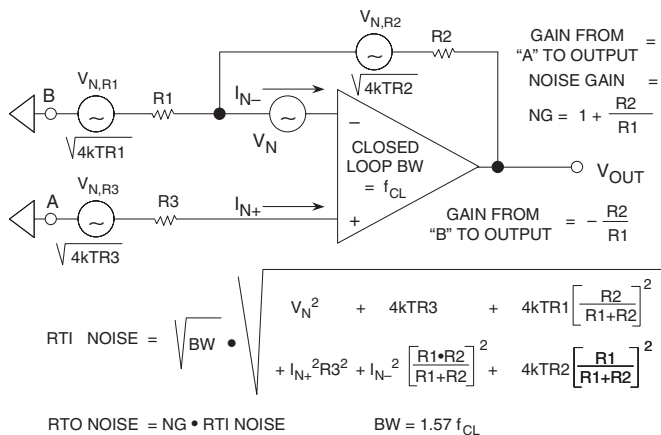 V_N,R2
R2
√4kTR2
GAIN FROM
"A" TO OUTPUT =
NOISE GAIN =
NG = 1 + R2/R1
B
V_N,R1
R1
√4kTR1
I_N–
V_N
–
CLOSED
LOOP BW
= f_CL
+
V_OUT
A
V_N,R3
R3
√4kTR3
I_N+
GAIN FROM
"B" TO OUTPUT = – R2/R1
RTI NOISE = √BW • √ V_N² + 4kTR3 + 4kTR1 [R2/(R1+R2)]²
+ I_N+² R3² + I_N–² [R1•R2/(R1+R2)]² + 4kTR2 [R1/(R1+R2)]²
RTO NOISE = NG • RTI NOISE
BW = 1.57 f_CL